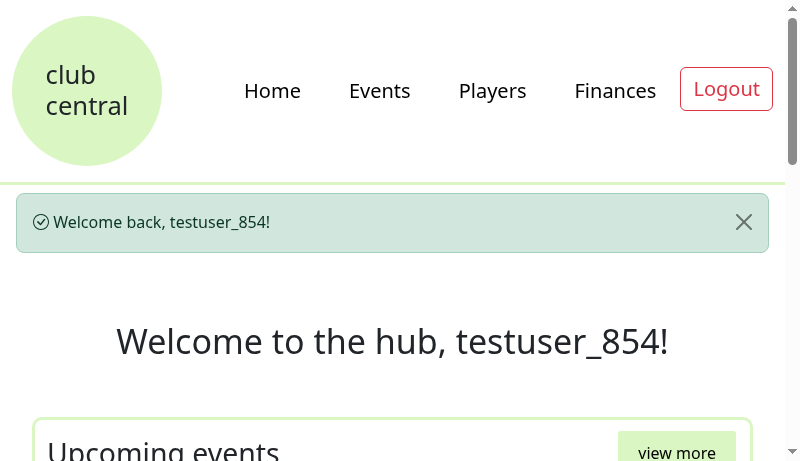 club
central
Home Events Players Finances Logout
Welcome back, testuser_854!
Welcome to the hub, testuser_854!
Upcoming events view more